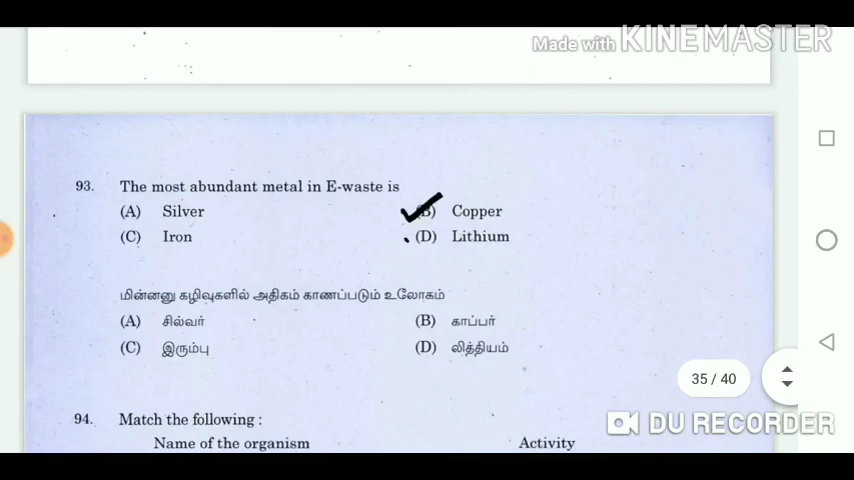 Made with KINEMASTER
93. The most abundant metal in E-waste is
(A) Silver (B) Copper
(C) Iron (D) Lithium
மின்னனு கழிவுகளில் அதிகம் காணப்படும் உலோகம்
(A) சில்வர் (B) காப்பர்
(C) இரும்பு (D) லித்தியம்
35 / 40
94. Match the following :
DU RECORDER
Name of the organism Activity